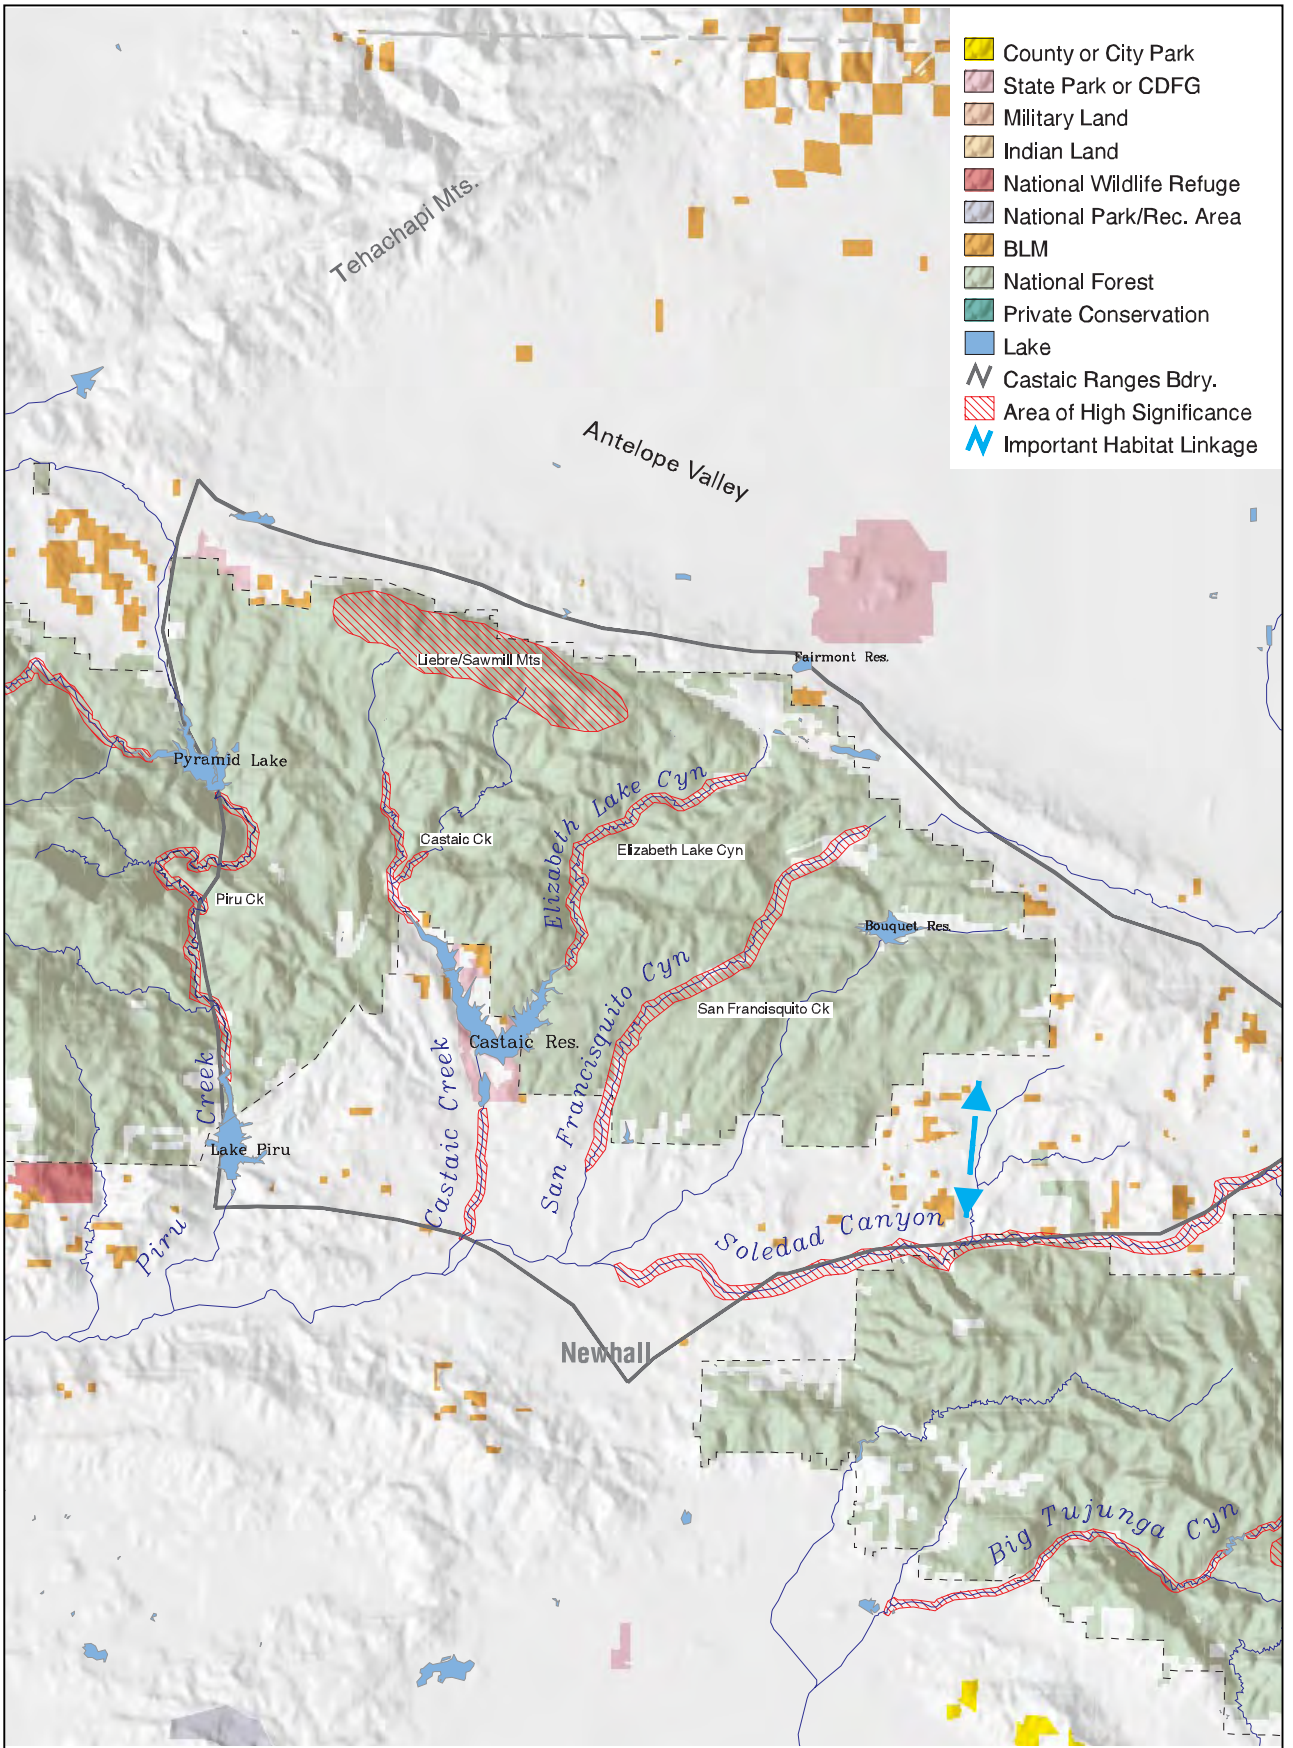 County or City Park
State Park or CDFG
Military Land
Indian Land
National Wildlife Refuge
National Park/Rec. Area
BLM
National Forest
Private Conservation
Lake
Castaic Ranges Bdry.
Area of High Significance
Important Habitat Linkage
Tehachapi Mts.
Antelope Valley
Liebre/Sawmill Mts
Fairmont Res.
Pyramid Lake
Elizabeth Lake Cyn
Castaic Ck
Elizabeth Lake Cyn
Piru Ck
Bouquet Res.
San Francisquito Cyn
San Francisquito Ck
Castaic Res.
Castaic Creek
Piru Creek
Lake Piru
Soledad Canyon
Newhall
Big Tujunga Cyn